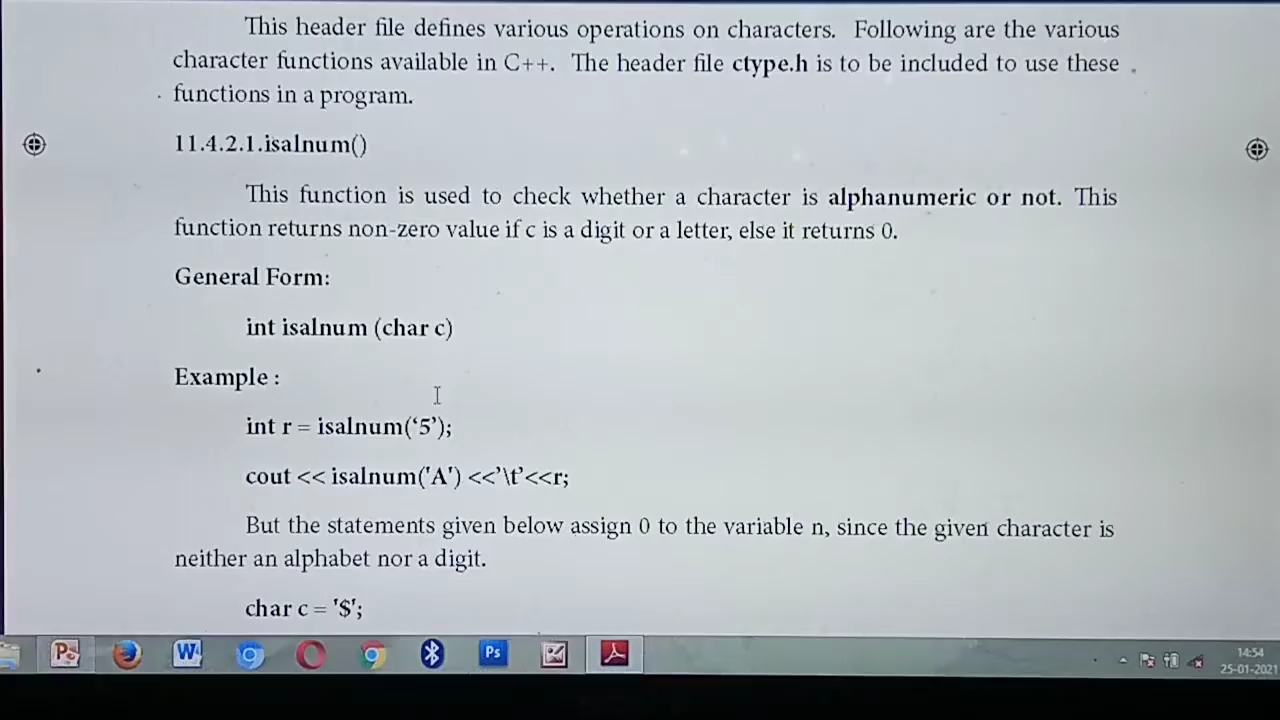 This header file defines various operations on characters. Following are the various
character functions available in C++. The header file ctype.h is to be included to use these
functions in a program.
11.4.2.1.isalnum()
This function is used to check whether a character is alphanumeric or not. This
function returns non-zero value if c is a digit or a letter, else it returns 0.
General Form:
int isalnum (char c)
Example :
int r = isalnum(‘5’);
cout << isalnum('A') <<’\t’<<r;
But the statements given below assign 0 to the variable n, since the given character is
neither an alphabet nor a digit.
char c = '$';
P
W
Ps
14:54
25-01-2021